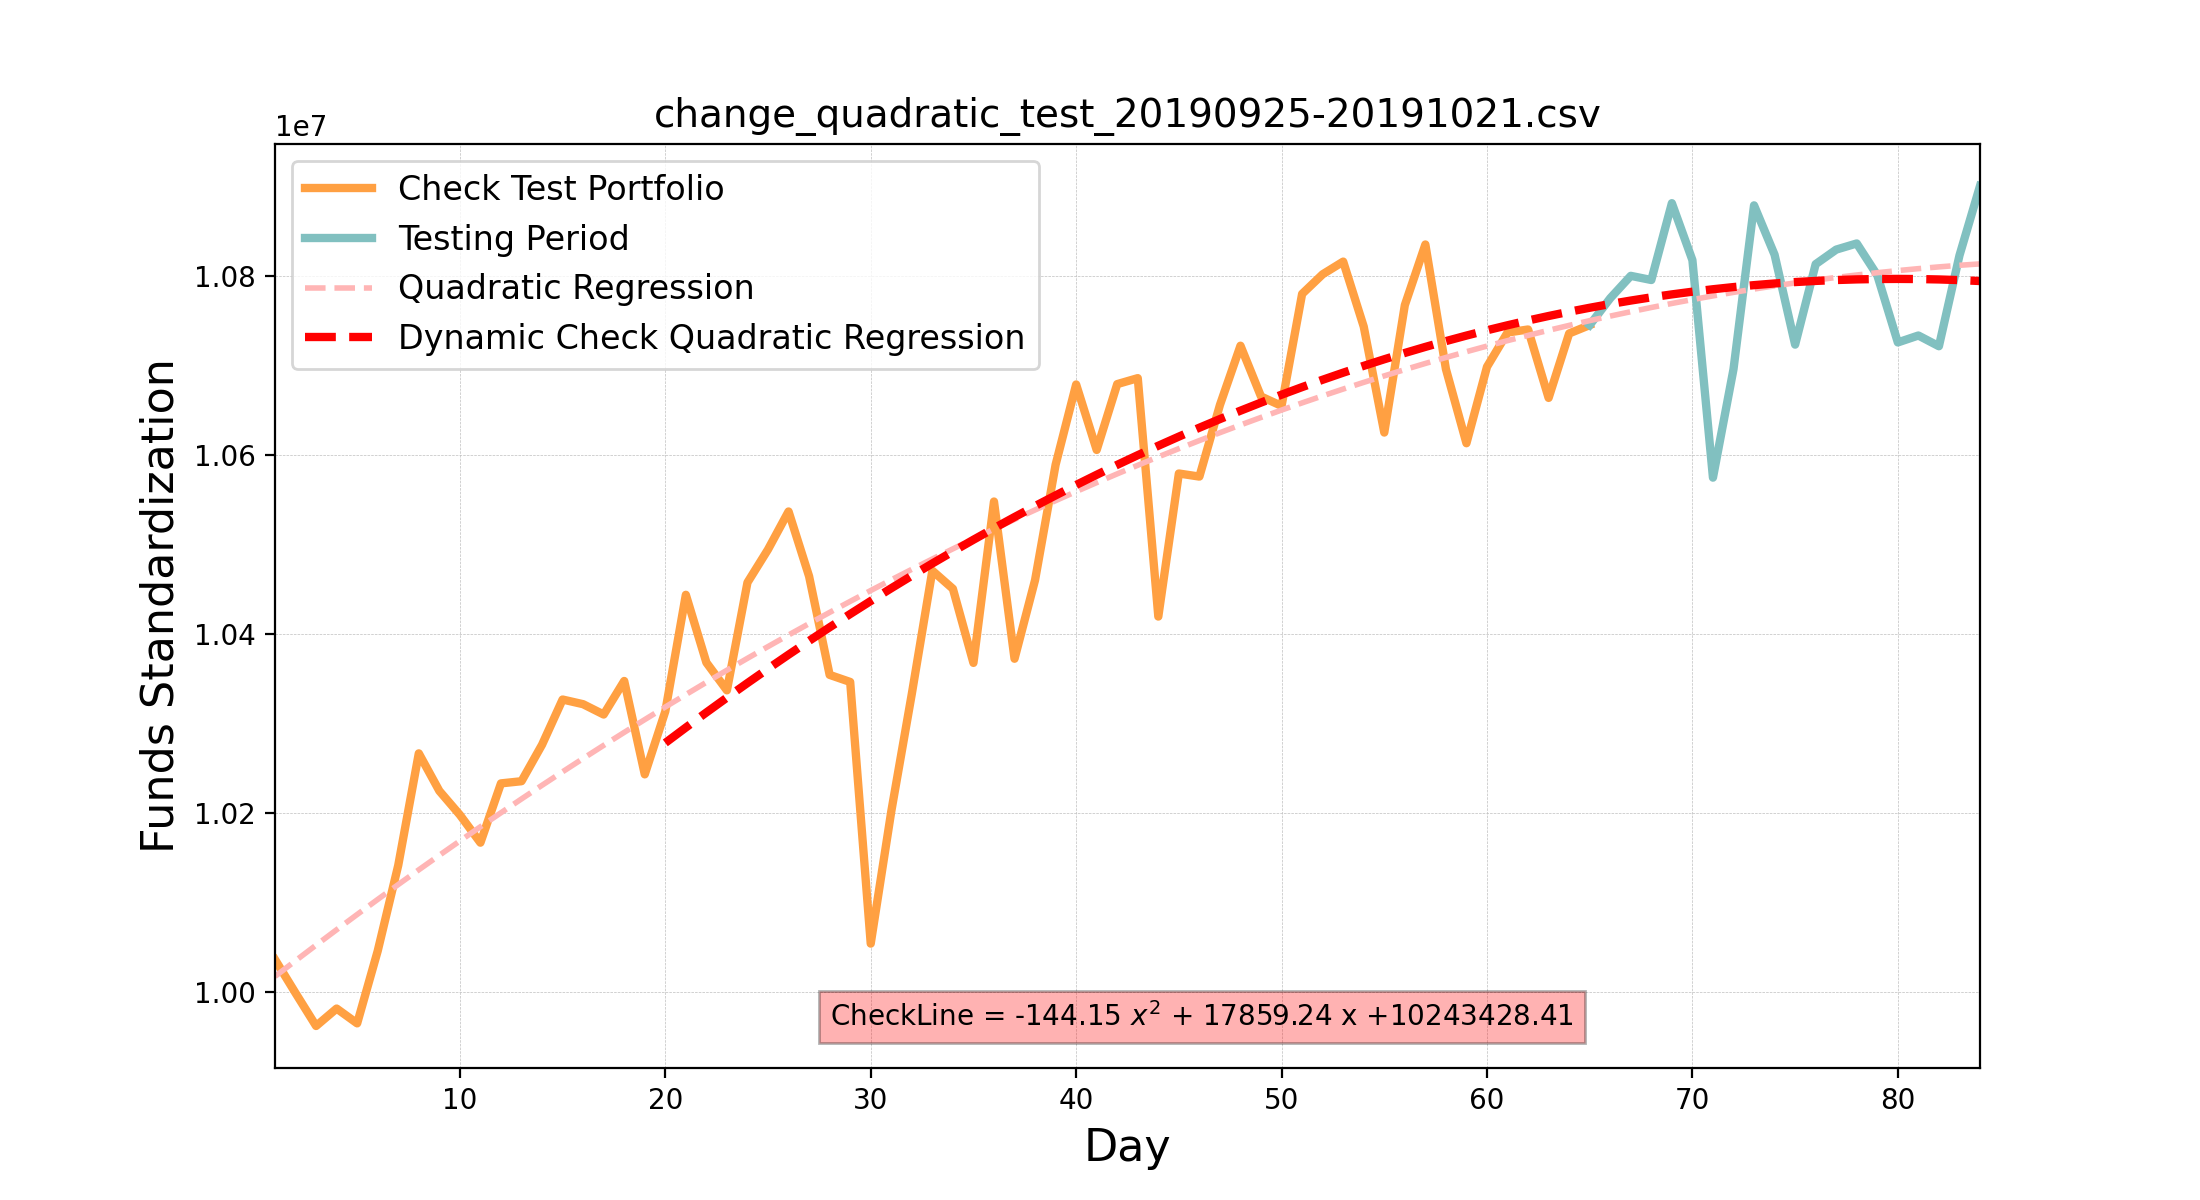 change_quadratic_test_20190925-20191021.csv
1e7
Check Test Portfolio
Testing Period
Quadratic Regression
Dynamic Check Quadratic Regression
Funds Standardization
1.08
1.06
1.04
1.02
1.00
CheckLine = -144.15 x² + 17859.24 x +10243428.41
10 20 30 40 50 60 70 80
Day